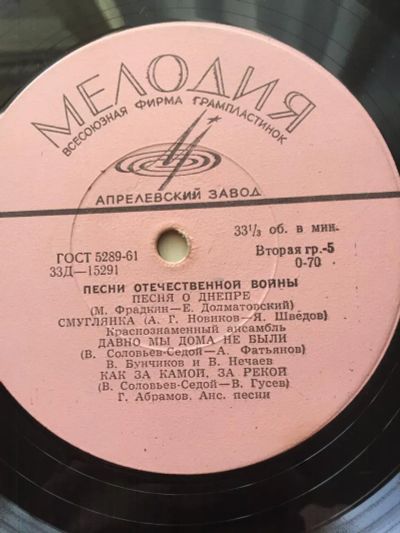 МЕЛОДИЯ
ВСЕСОЮЗНАЯ ФИРМА ГРАМПЛАСТИНОК
АПРЕЛЕВСКИЙ ЗАВОД
33⅓ об. в мин.
ГОСТ 5289-61
Вторая гр.-5
33Д—15291
0-70
ПЕСНИ ОТЕЧЕСТВЕННОЙ ВОЙНЫ
ПЕСНЯ О ДНЕПРЕ
(М. Фрадкин—Е. Долматовский)
СМУГЛЯНКА (А. Г. Новиков—Я. Шведов)
Краснознаменный ансамбль
ДАВНО МЫ ДОМА НЕ БЫЛИ
(В. Соловьев-Седой—А. Фатьянов)
В. Бунчиков и В. Нечаев
КАК ЗА КАМОЙ, ЗА РЕКОЙ
(В. Соловьев-Седой—В. Гусев)
Г. Абрамов. Анс. песни